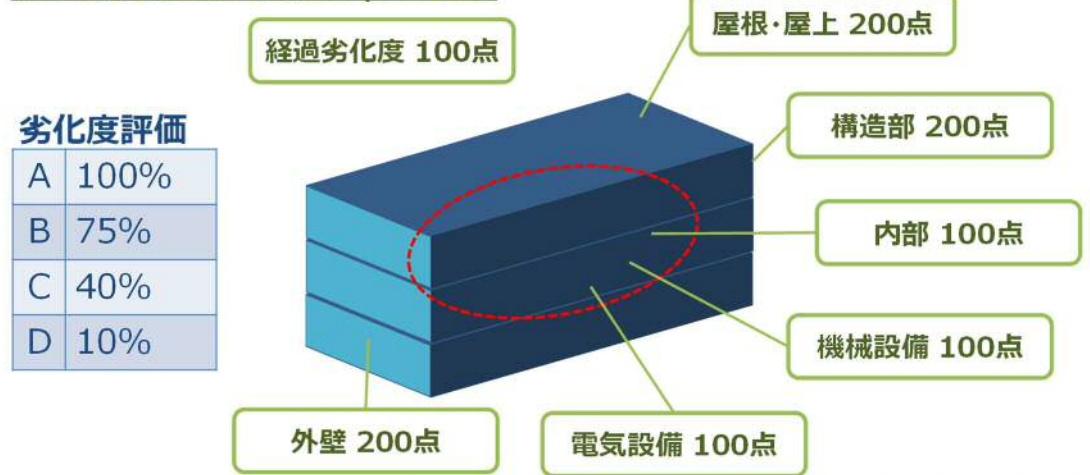 経過劣化度 100点
屋根・屋上 200点
劣化度評価
A 100%
B 75%
C 40%
D 10%
構造部 200点
内部 100点
機械設備 100点
外壁 200点
電気設備 100点